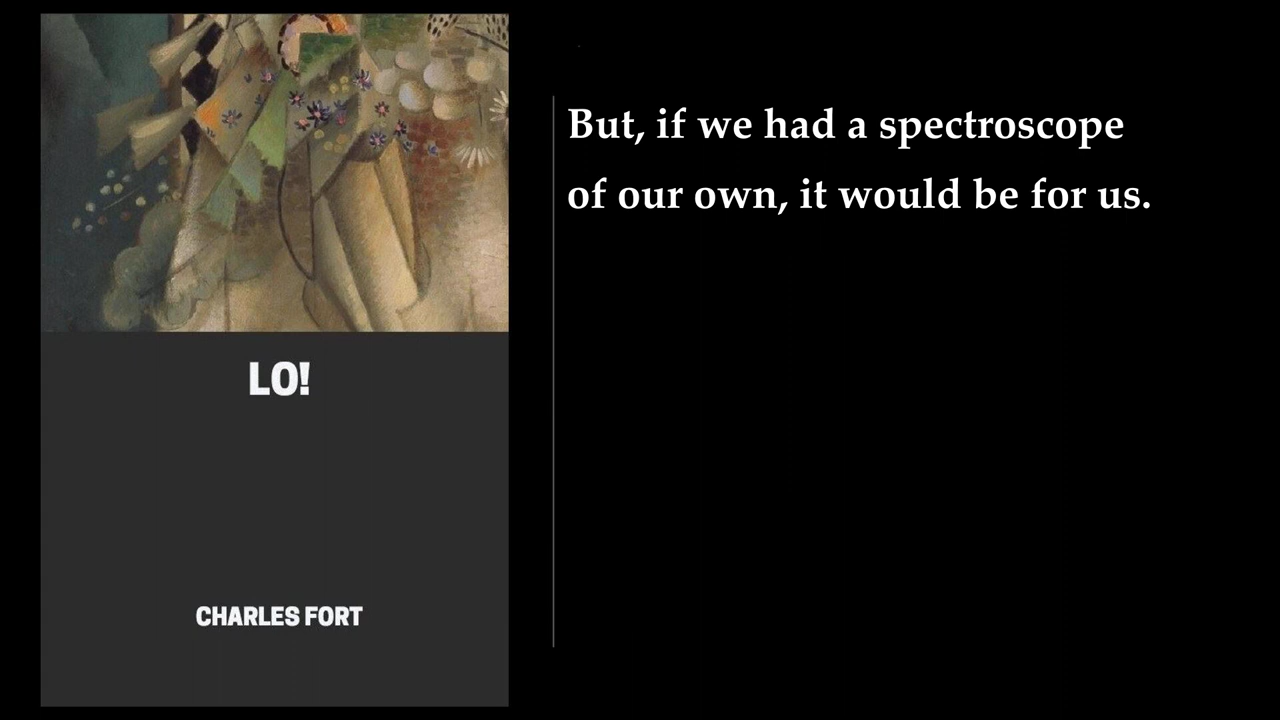 LO!
CHARLES FORT
But, if we had a spectroscope
of our own, it would be for us.